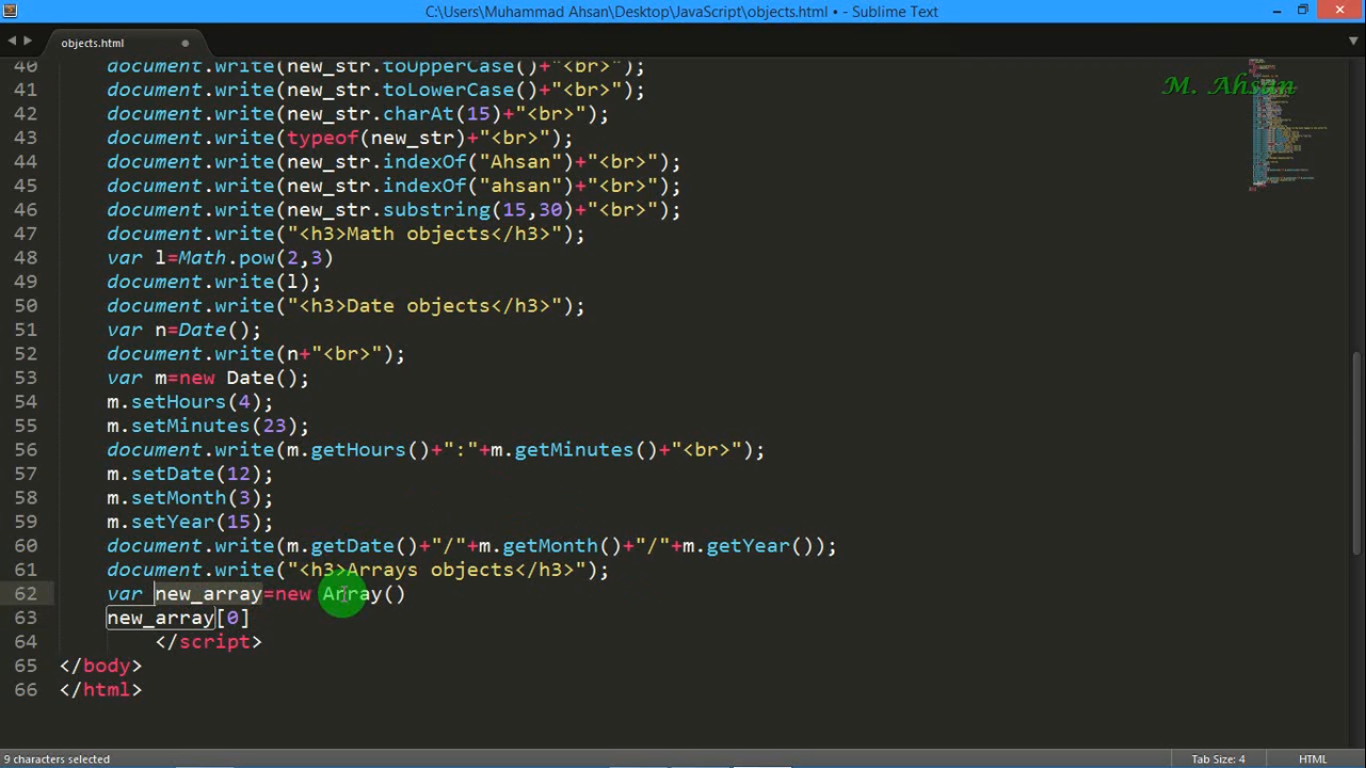 C:\Users\Muhammad Ahsan\Desktop\JavaScript\objects.html • - Sublime Text
objects.html
M. Ahsan
40 document.write(new_str.toUpperCase()+"<br>");
41 document.write(new_str.toLowerCase()+"<br>");
42 document.write(new_str.charAt(15)+"<br>");
43 document.write(typeof(new_str)+"<br>");
44 document.write(new_str.indexOf("Ahsan")+"<br>");
45 document.write(new_str.indexOf("ahsan")+"<br>");
46 document.write(new_str.substring(15,30)+"<br>");
47 document.write("<h3>Math objects</h3>");
48 var l=Math.pow(2,3)
49 document.write(l);
50 document.write("<h3>Date objects</h3>");
51 var n=Date();
52 document.write(n+"<br>");
53 var m=new Date();
54 m.setHours(4);
55 m.setMinutes(23);
56 document.write(m.getHours()+":"+m.getMinutes()+"<br>");
57 m.setDate(12);
58 m.setMonth(3);
59 m.setYear(15);
60 document.write(m.getDate()+"/"+m.getMonth()+"/"+m.getYear());
61 document.write("<h3>Arrays objects</h3>");
62 var new_array=new Array()
63 new_array[0]
64 </script>
65 </body>
66 </html>
9 characters selected
Tab Size: 4
HTML